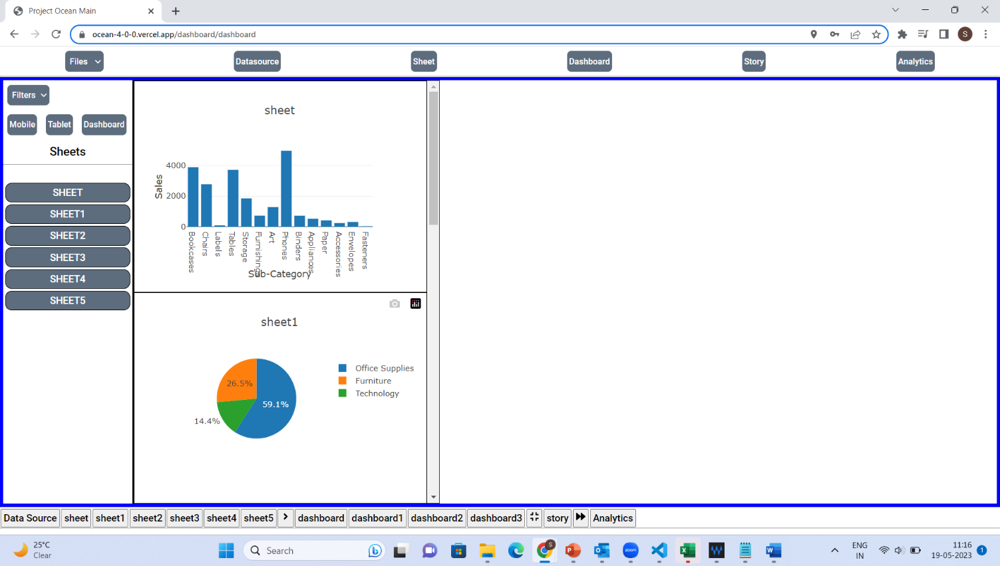 Project Ocean Main
ocean-4-0-0.vercel.app/dashboard/dashboard
S
Files
Datasource
Sheet
Dashboard
Story
Analytics
Filters
Mobile
Tablet
Dashboard
Sheets
SHEET
SHEET1
SHEET2
SHEET3
SHEET4
SHEET5
sheet
4000
2000
0
Sales
Bookcases
Chairs
Labels
Tables
Storage
Furnishings
Art
Phones
Binders
Appliances
Paper
Accessories
Envelopes
Fasteners
Sub-Category
sheet1
26.5%
59.1%
14.4%
Office Supplies
Furniture
Technology
Data Source
sheet
sheet1
sheet2
sheet3
sheet4
sheet5
dashboard
dashboard1
dashboard2
dashboard3
story
Analytics
25°C
Clear
Search
zoom
ENG
IN
11:16
19-05-2023
1